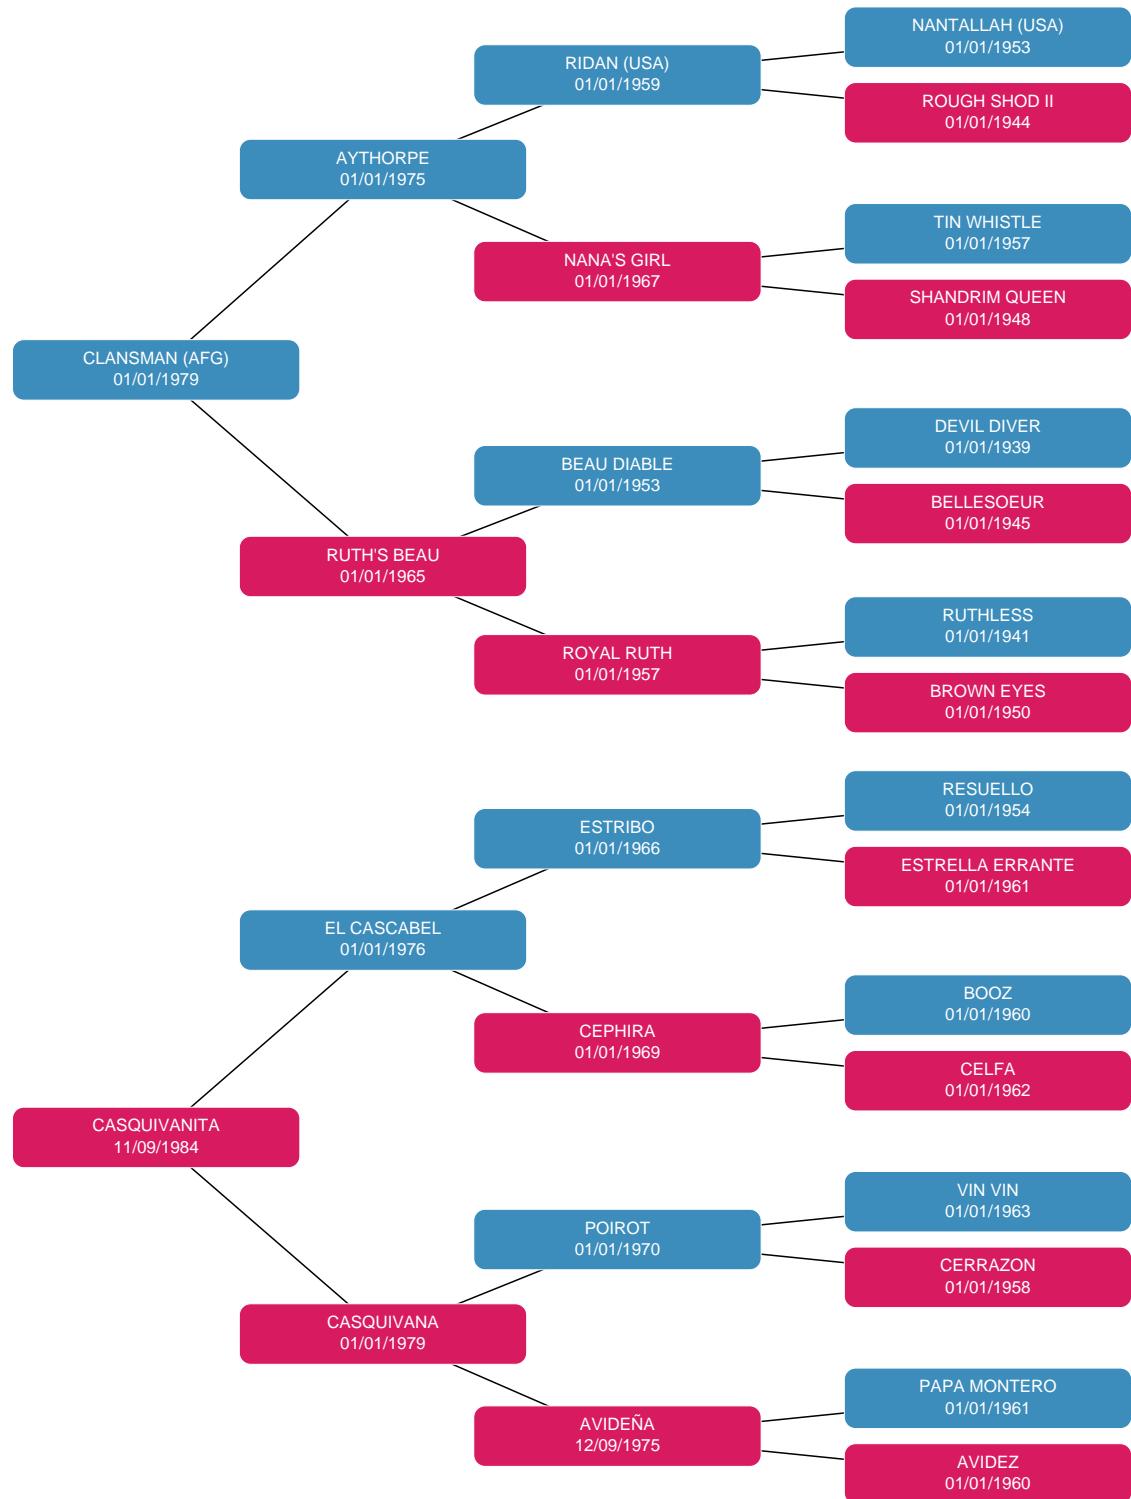 NANTALLAH (USA)
01/01/1953
RIDAN (USA)
01/01/1959
ROUGH SHOD II
01/01/1944
AYTHORPE
01/01/1975
TIN WHISTLE
01/01/1957
NANA'S GIRL
01/01/1967
SHANDRIM QUEEN
01/01/1948
CLANSMAN (AFG)
01/01/1979
DEVIL DIVER
01/01/1939
BEAU DIABLE
01/01/1953
BELLESOEUR
01/01/1945
RUTH'S BEAU
01/01/1965
RUTHLESS
01/01/1941
ROYAL RUTH
01/01/1957
BROWN EYES
01/01/1950
RESUELLO
01/01/1954
ESTRIBO
01/01/1966
ESTRELLA ERRANTE
01/01/1961
EL CASCABEL
01/01/1976
BOOZ
01/01/1960
CEPHIRA
01/01/1969
CELFA
01/01/1962
CASQUIVANITA
11/09/1984
VIN VIN
01/01/1963
POIROT
01/01/1970
CERRAZON
01/01/1958
CASQUIVANA
01/01/1979
PAPA MONTERO
01/01/1961
AVIDEÑA
12/09/1975
AVIDEZ
01/01/1960